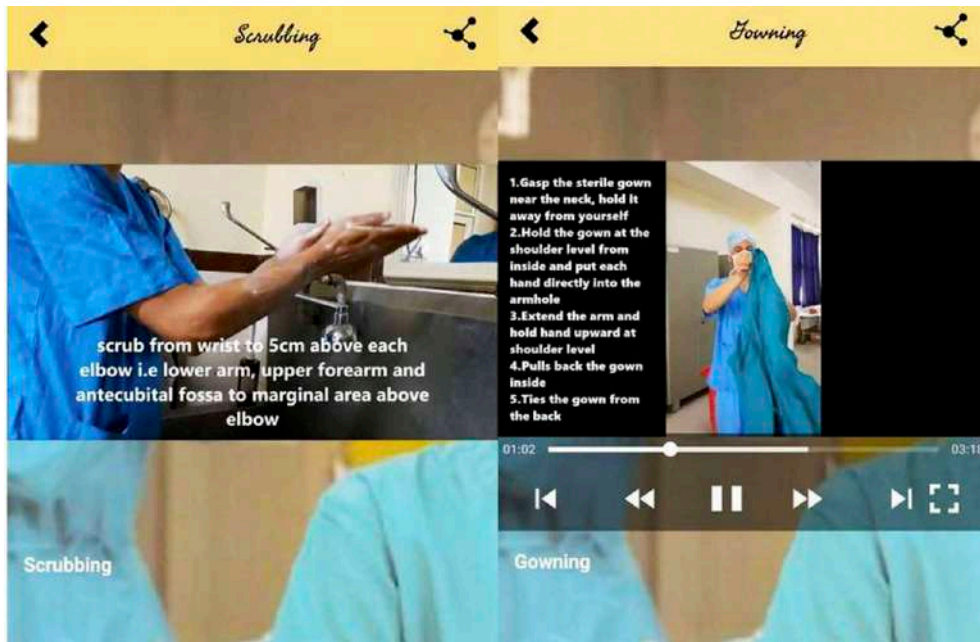 Scrubbing
scrub from wrist to 5cm above each
elbow i.e lower arm, upper forearm and
antecubital fossa to marginal area above
elbow
Scrubbing
Gowning
1.Gasp the sterile gown
near the neck, hold It
away from yourself
2.Hold the gown at the
shoulder level from
inside and put each
hand directly into the
armhole
3.Extend the arm and
hold hand upward at
shoulder level
4.Pulls back the gown
inside
5.Ties the gown from
the back
01:02 03:18
Gowning